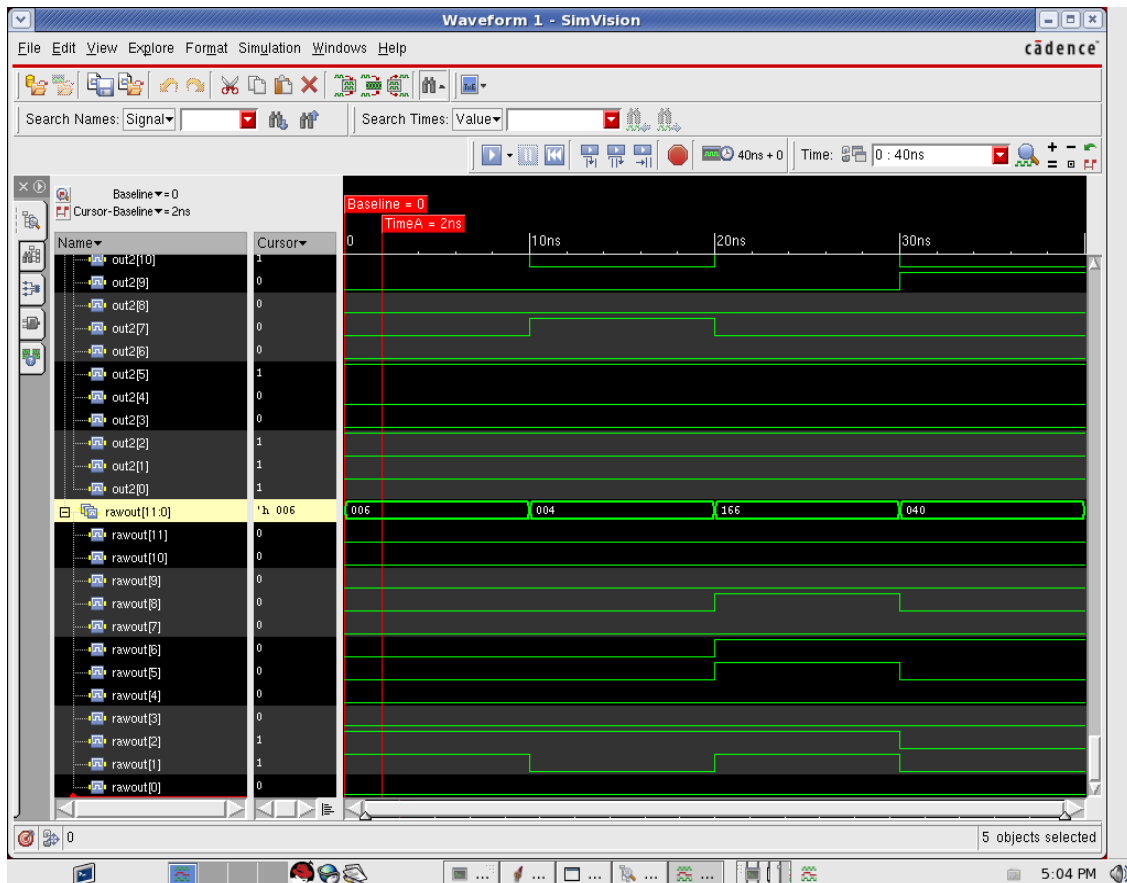 Waveform 1 - SimVision
File Edit View Explore Format Simulation Windows Help
cādence
Search Names: Signal
Search Times: Value
40ns + 0
Time: 0 : 40ns
Baseline = 0
Cursor-Baseline = 2ns
Baseline = 0
TimeA = 2ns
Name Cursor 0 10ns 20ns 30ns
out2[10] 1
out2[9] 0
out2[8] 0
out2[7] 0
out2[6] 0
out2[5] 1
out2[4] 0
out2[3] 0
out2[2] 1
out2[1] 1
out2[0] 1
rawout[11:0] 'h 006 006 004 166 040
rawout[11] 0
rawout[10] 0
rawout[9] 0
rawout[8] 0
rawout[7] 0
rawout[6] 0
rawout[5] 0
rawout[4] 0
rawout[3] 0
rawout[2] 1
rawout[1] 1
rawout[0] 0
0 5 objects selected
... ... ... ... ... 5:04 PM